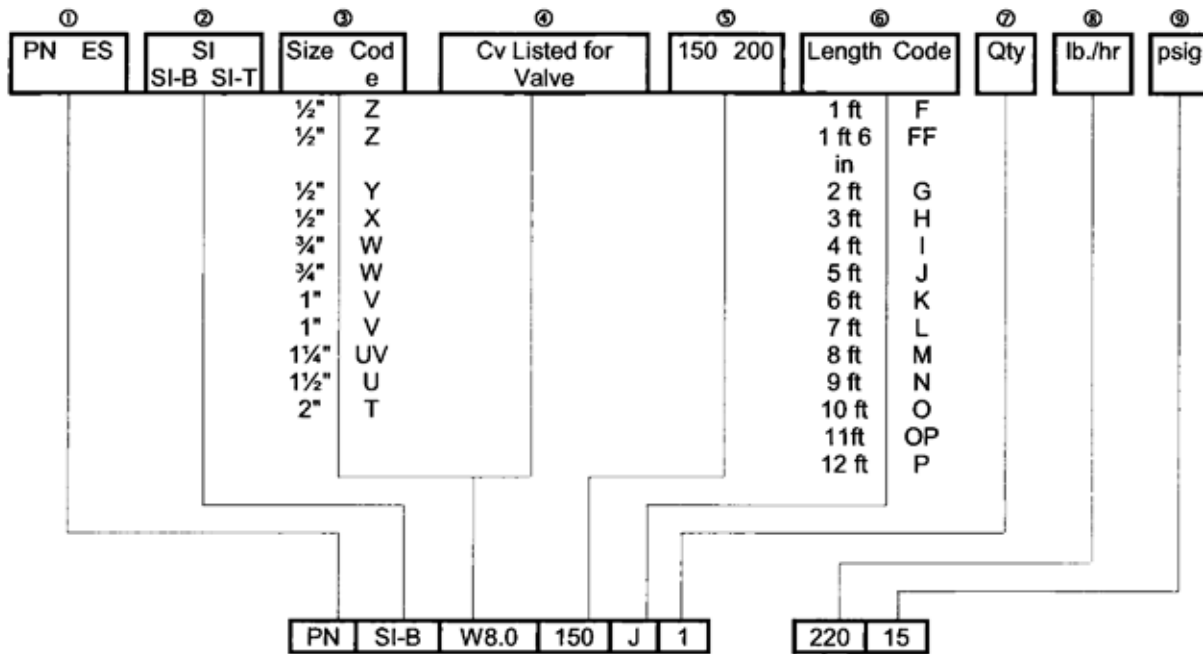 ① ② ③ ④ ⑤ ⑥ ⑦ ⑧ ⑨
PN ES SI Size Cod Cv Listed for 150 200 Length Code Qty lb./hr psig
SI-B SI-T e Valve
½" Z 1 ft F
½" Z 1 ft 6 FF
in
½" Y 2 ft G
½" X 3 ft H
¾" W 4 ft I
¾" W 5 ft J
1" V 6 ft K
1" V 7 ft L
1¼" UV 8 ft M
1½" U 9 ft N
2" T 10 ft O
11ft OP
12 ft P
PN SI-B W8.0 150 J 1 220 15